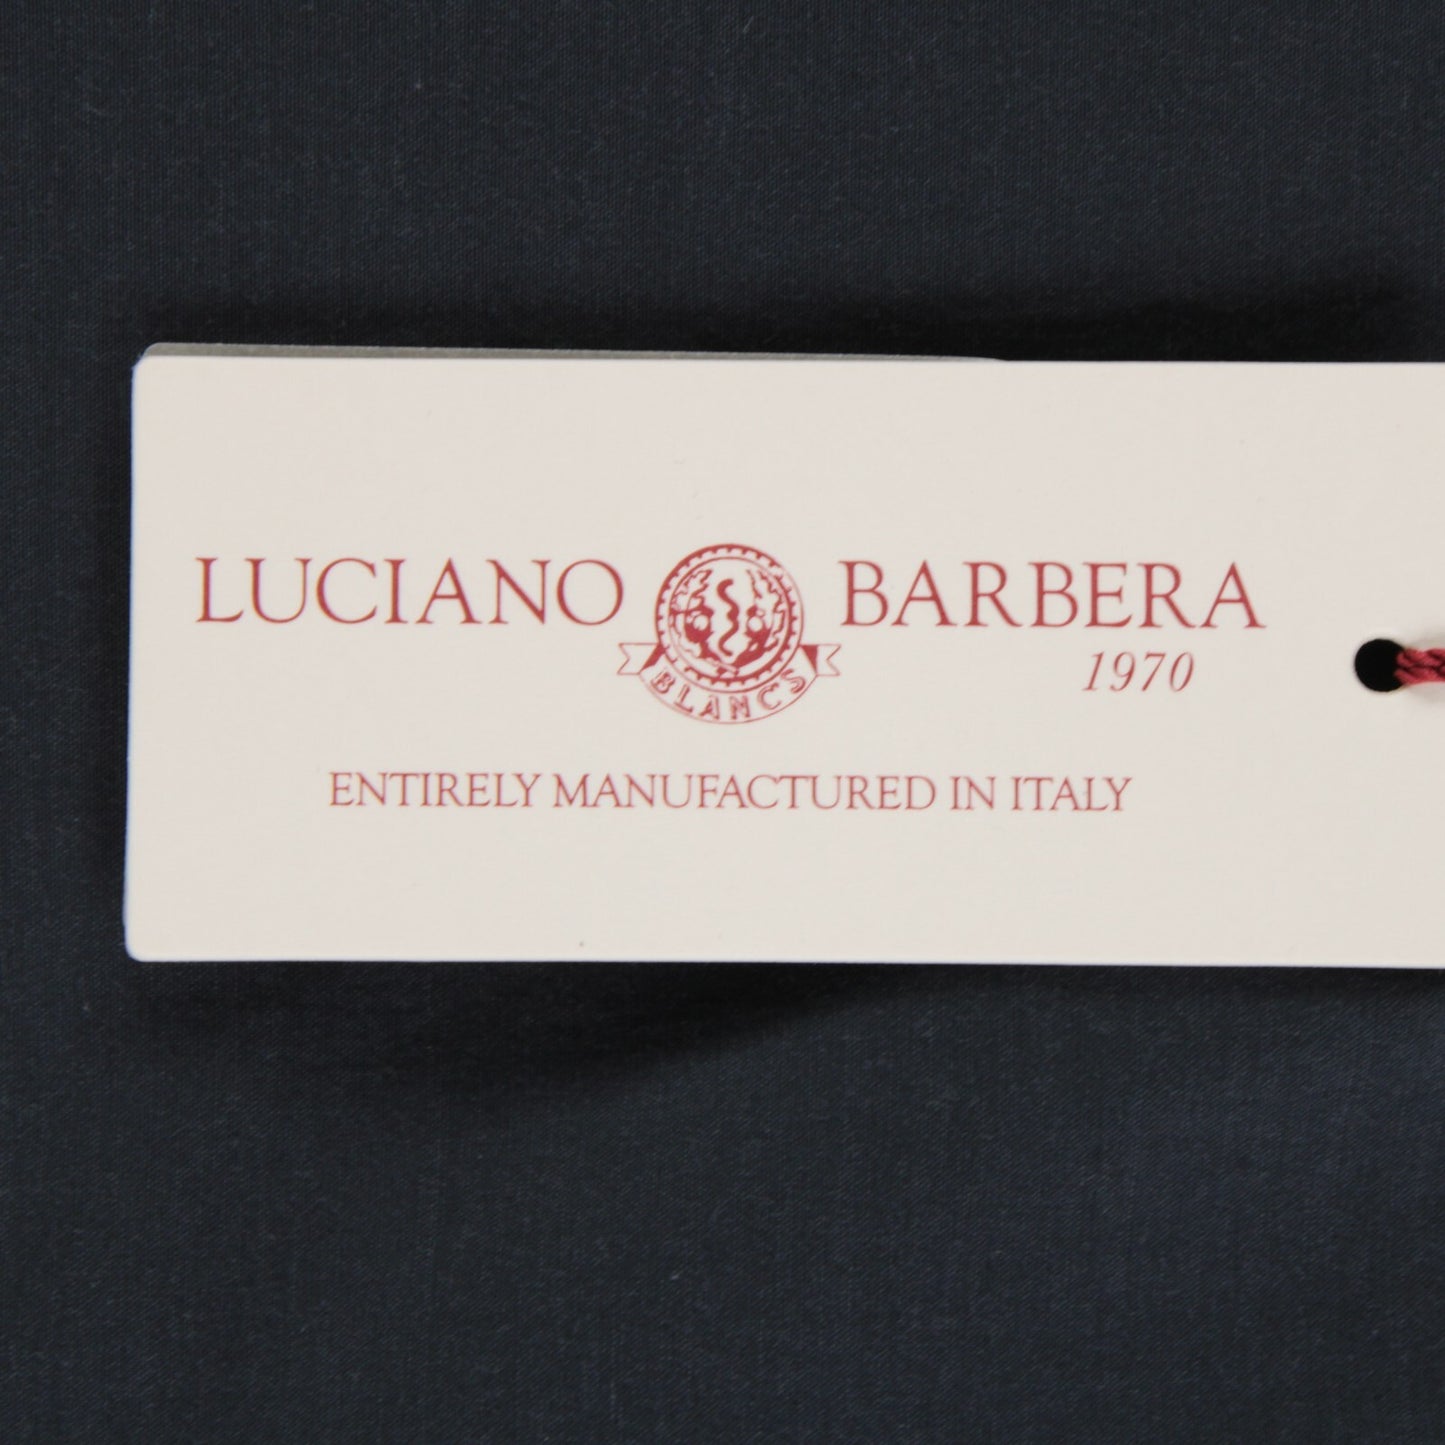 LUCIANO BARBERA
BLANCS
1970
ENTIRELY MANUFACTURED IN ITALY